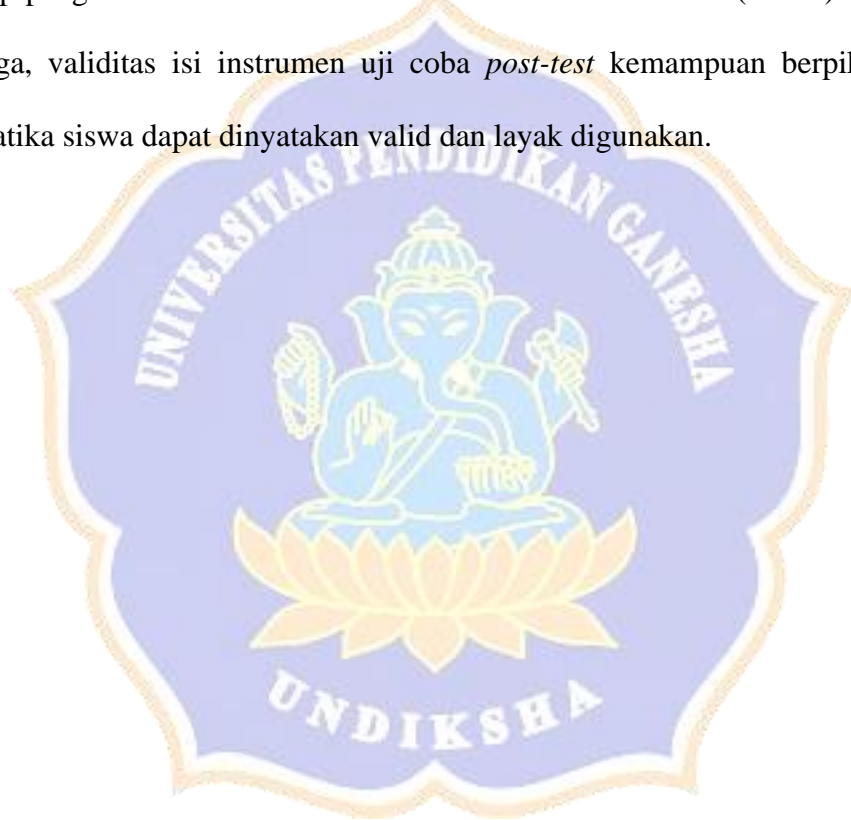 ga, validitas isi instrumen uji coba post-test kemampuan berpi
atika siswa dapat dinyatakan valid dan layak digunakan.
UNIVERSITAS PENDIDIKAN GANESHA
UNDIKSHA